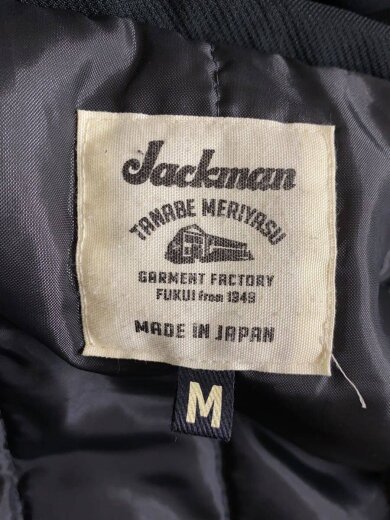 Jackman
TANABE MERIYASU
GARMENT FACTORY
FUKUI from 1949
MADE IN JAPAN
M